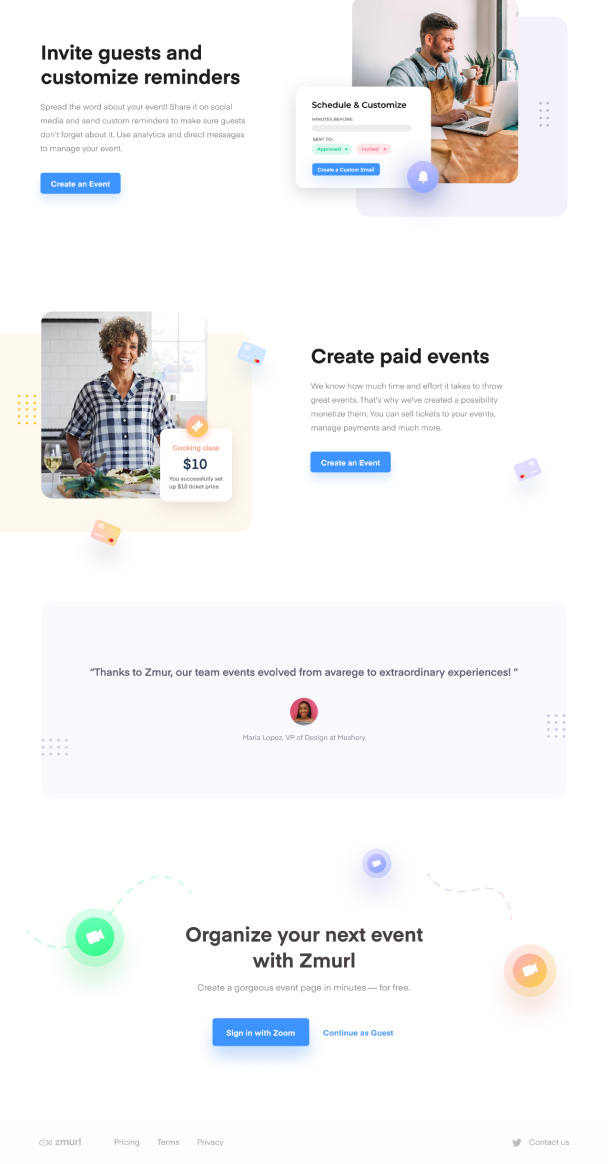 Invite guests and
customize reminders
Spread the word about your event! Share it on social
media and send custom reminders to make sure guests
don't forget about it. Use analytics and direct messages
to manage your event.
Create an Event
Schedule & Customize
MINUTES BEFORE:
SENT TO:
Approved ×
Invited ×
Create a Custom Email
Cooking class
$10
You successfully set
up $10 ticket price
Create paid events
We know how much time and effort it takes to throw
great events. That's why we've created a possibility
monetize them. You can sell tickets to your events,
manage payments and much more.
Create an Event
“Thanks to Zmur, our team events evolved from avarege to extraordinary experiences! ”
Maria Lopez, VP of Design at Meshery
Organize your next event
with Zmurl
Create a gorgeous event page in minutes — for free.
Sign in with Zoom
Continue as Guest
zmurl
Pricing
Terms
Privacy
Contact us